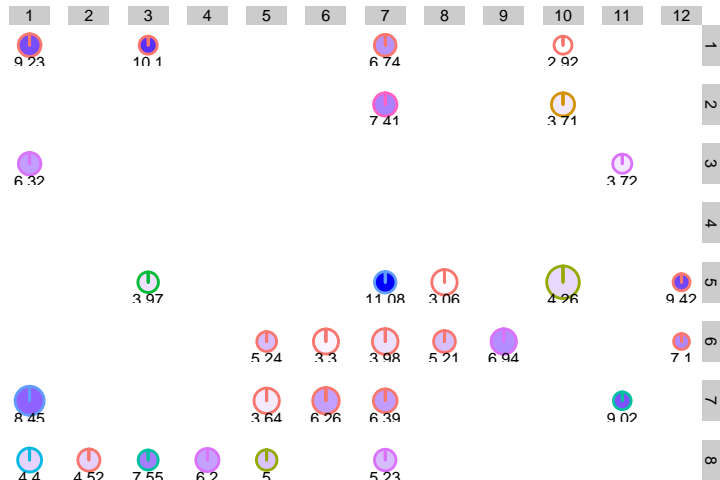 1 2 3 4 5 6 7 8 9 10 11 12
9.23 10.1 6.74 2.92 1
7.41 3.71 2
6.32 3.72 3
4
3.97 11.08 3.06 4.26 9.42 5
5.24 3.3 3.98 5.21 6.94 7.1 6
8.45 3.64 6.26 6.39 9.02 7
4.4 4.52 7.55 6.2 5 5.23 8